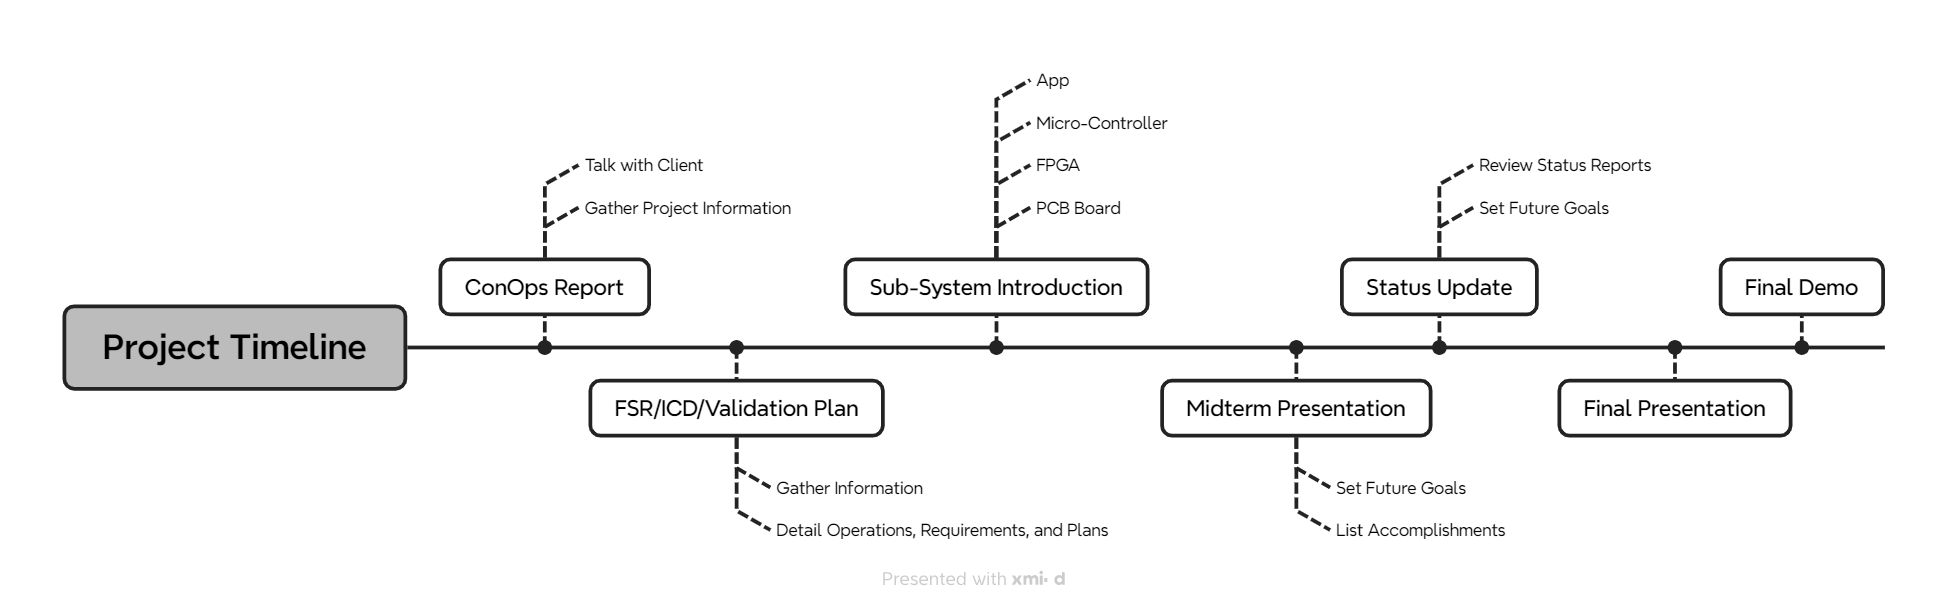 App
Micro-Controller
Talk with Client
FPGA
Review Status Reports
Gather Project Information
PCB Board
Set Future Goals
ConOps Report
Sub-System Introduction
Status Update
Final Demo
Project Timeline
FSR/ICD/Validation Plan
Midterm Presentation
Final Presentation
Gather Information
Set Future Goals
Detail Operations, Requirements, and Plans
List Accomplishments
Presented with